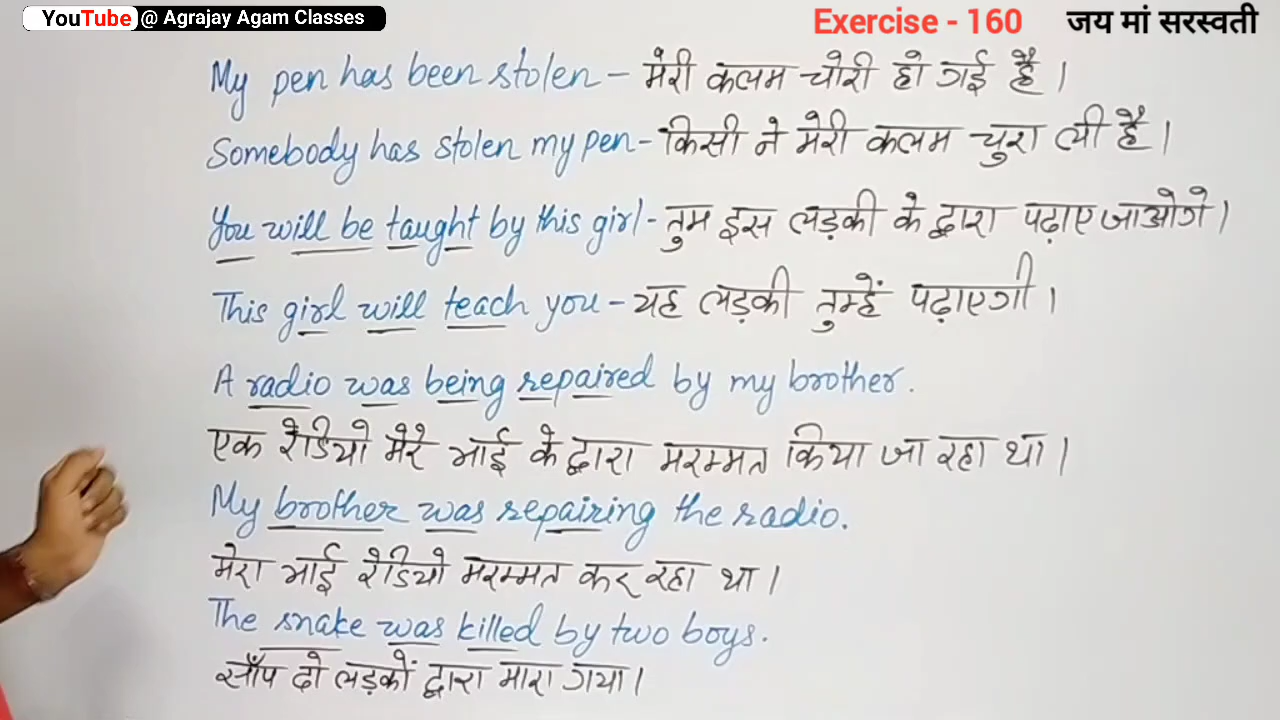 YouTube @ Agrajay Agam Classes
Exercise - 160 जय मां सरस्वती
My pen has been stolen – मेरी कलम चोरी हो गई है।
Somebody has stolen my pen – किसी ने मेरी कलम चुरा ली है।
You will be taught by this girl - तुम इस लड़की के द्वारा पढ़ाए जाओगे।
This girl will teach you – यह लड़की तुम्हें पढ़ाएगी।
A radio was being repaired by my brother.
एक रेडियो मेरे भाई के द्वारा मरम्मत किया जा रहा था।
My brother was repairing the radio.
मेरा भाई रेडियो मरम्मत कर रहा था।
The snake was killed by two boys.
साँप दो लड़कों द्वारा मारा गया।